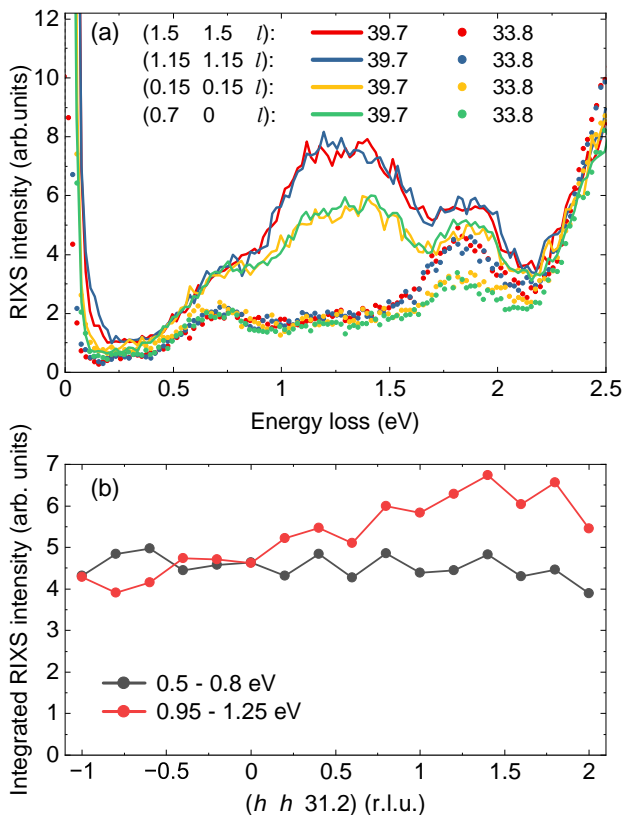 (a)
(1.5 1.5 l): 39.7 33.8
(1.15 1.15 l): 39.7 33.8
(0.15 0.15 l): 39.7 33.8
(0.7 0 l): 39.7 33.8
RIXS intensity (arb.units)
12
10
8
6
4
2
0
0 0.5 1 1.5 2 2.5
Energy loss (eV)
(b)
Integrated RIXS intensity (arb. units)
7
6
5
4
3
2
1
0
0.5 - 0.8 eV
0.95 - 1.25 eV
−1 −0.5 0 0.5 1 1.5 2
(h h 31.2) (r.l.u.)